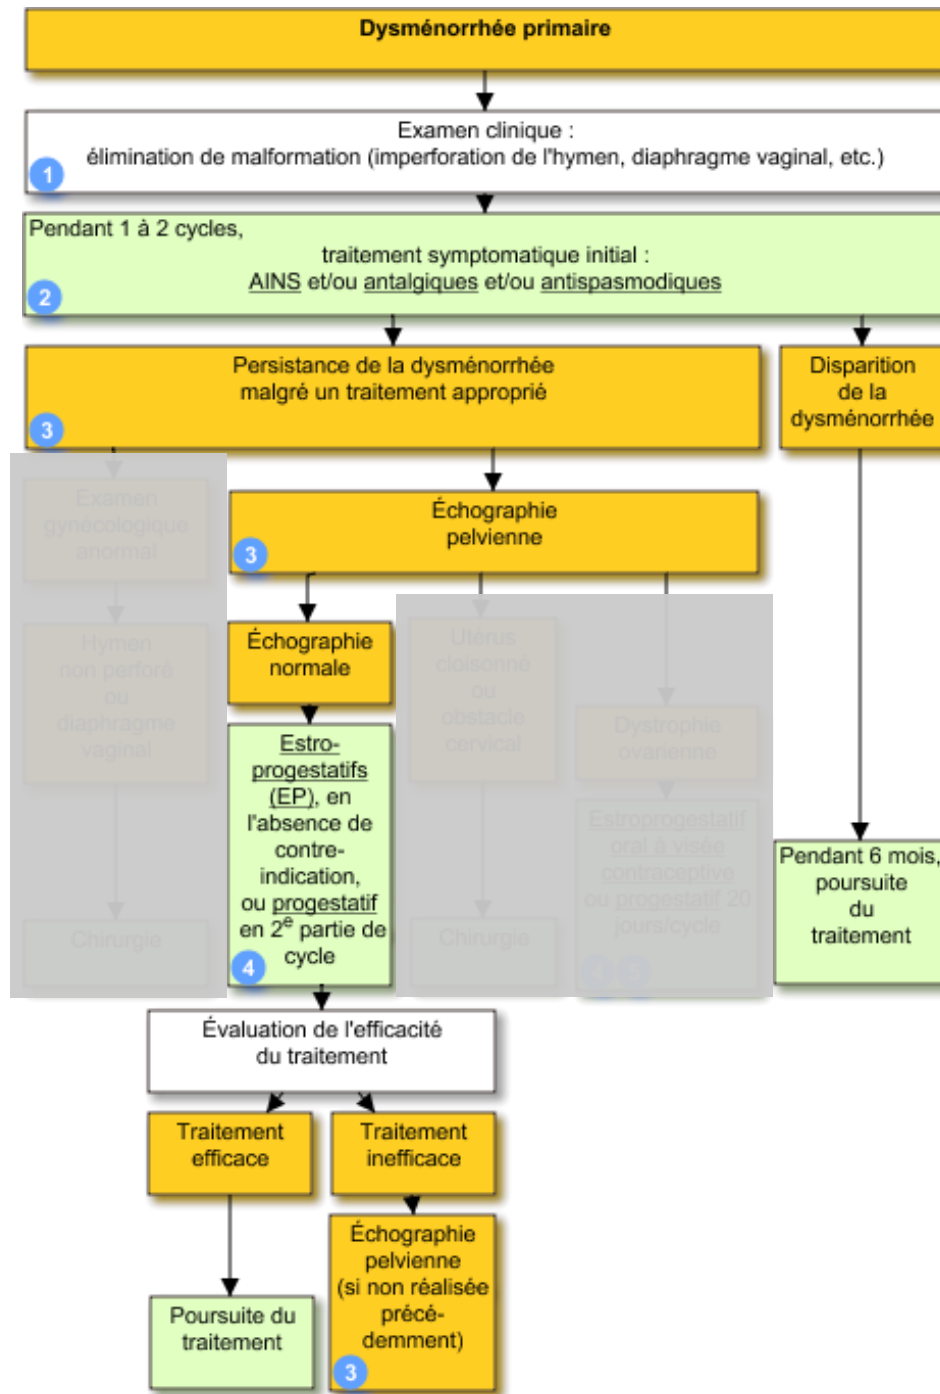 Dysménorrhée primaire
Examen clinique :
élimination de malformation (imperforation de l'hymen, diaphragme vaginal, etc.)
1
Pendant 1 à 2 cycles,
traitement symptomatique initial :
AINS et/ou antalgiques et/ou antispasmodiques
2
Persistance de la dysménorrhée
malgré un traitement approprié
3
Disparition
de la
dysménorrhée
Examen
gynécologique
anormal
Échographie
pelvienne
3
Hymen
non perforé
ou
diaphragme
vaginal
Échographie
normale
Utérus
cloisonné
ou
obstacle
cervical
Dystrophie
ovarienne
Chirurgie
Estro-
progestatifs
(EP), en
l'absence de
contre-
indication,
ou progestatif
en 2e partie de
cycle
4
Chirurgie
Estroprogestatif
oral à visée
contraceptive
ou progestatif 20
jours/cycle
Pendant 6 mois,
poursuite
du
traitement
Évaluation de l'efficacité
du traitement
Traitement
efficace
Traitement
inefficace
Poursuite du
traitement
Échographie
pelvienne
(si non réalisée
précé-
demment)
3